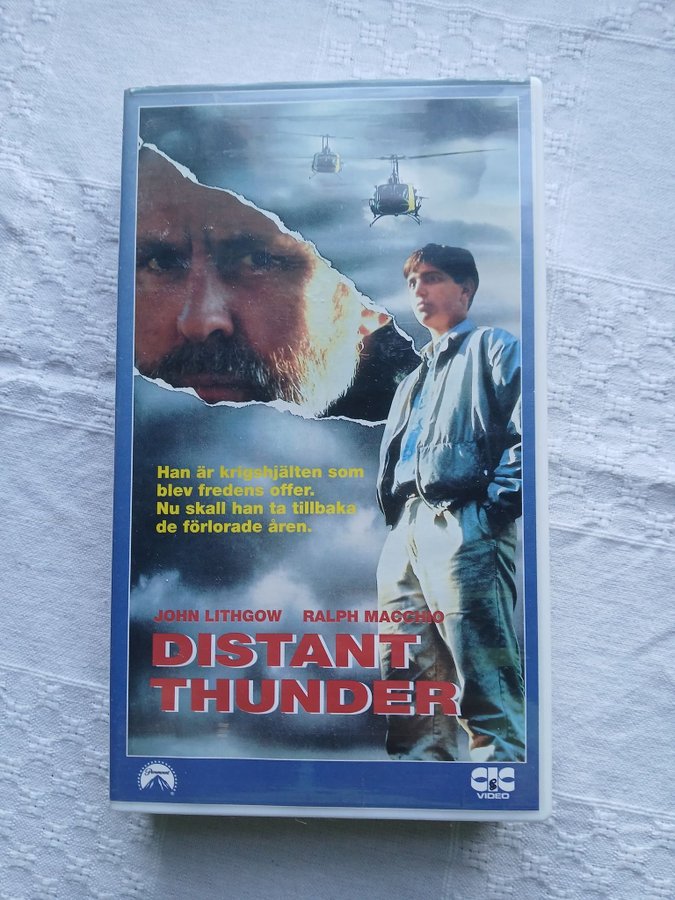 Han är krigshjälten som
blev fredens offer.
Nu skall han ta tillbaka
de förlorade åren.
JOHN LITHGOW RALPH MACCHIO
DISTANT
THUNDER
Paramount
CIC
VIDEO